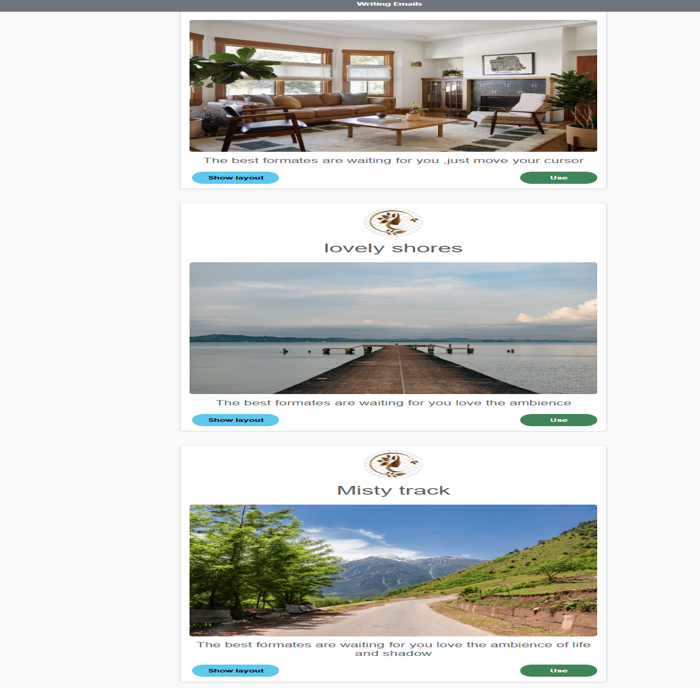 Writing Emails
The best formates are waiting for you ,just move your cursor
Show layout
Use
lovely shores
The best formates are waiting for you love the ambience
Show layout
Use
Misty track
The best formates are waiting for you love the ambience of life
and shadow
Show layout
Use